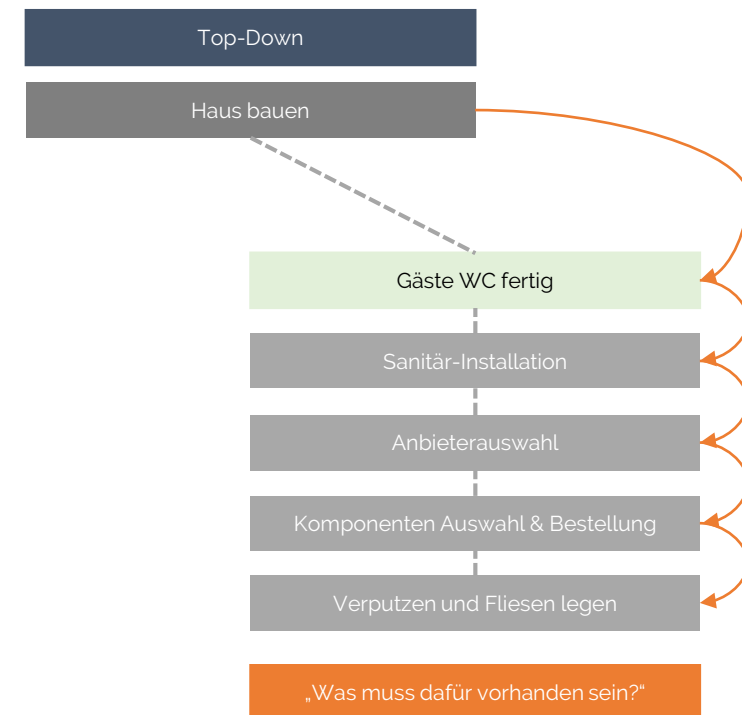 Top-Down
Haus bauen
Gäste WC fertig
Sanitär-Installation
Anbieterauswahl
Komponenten Auswahl & Bestellung
Verputzen und Fliesen legen
„Was muss dafür vorhanden sein?“